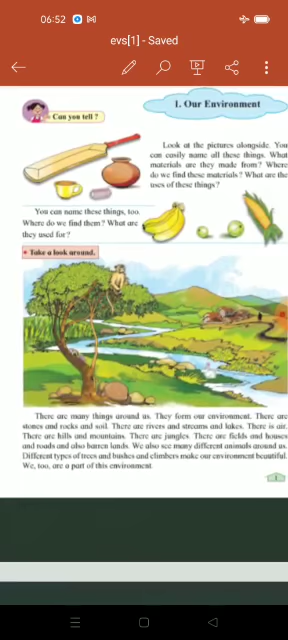 06:52
evs[1] - Saved
Can you tell ?
1. Our Environment
Look at the pictures alongside. You
can easily name all these things. What
materials are they made from? Where
do we find these materials? What are the
uses of these things?
You can name these things, too.
Where do we find them? What are
they used for?
• Take a look around.
There are many things around us. They form our environment. There are
stones and rocks and soil. There are rivers and streams and lakes. There is air.
There are hills and mountains. There are jungles. There are fields and houses
and roads and also barren lands. We also see many different animals around us.
Different types of trees and bushes and climbers make our environment beautiful.
We, too, are a part of this environment.
1